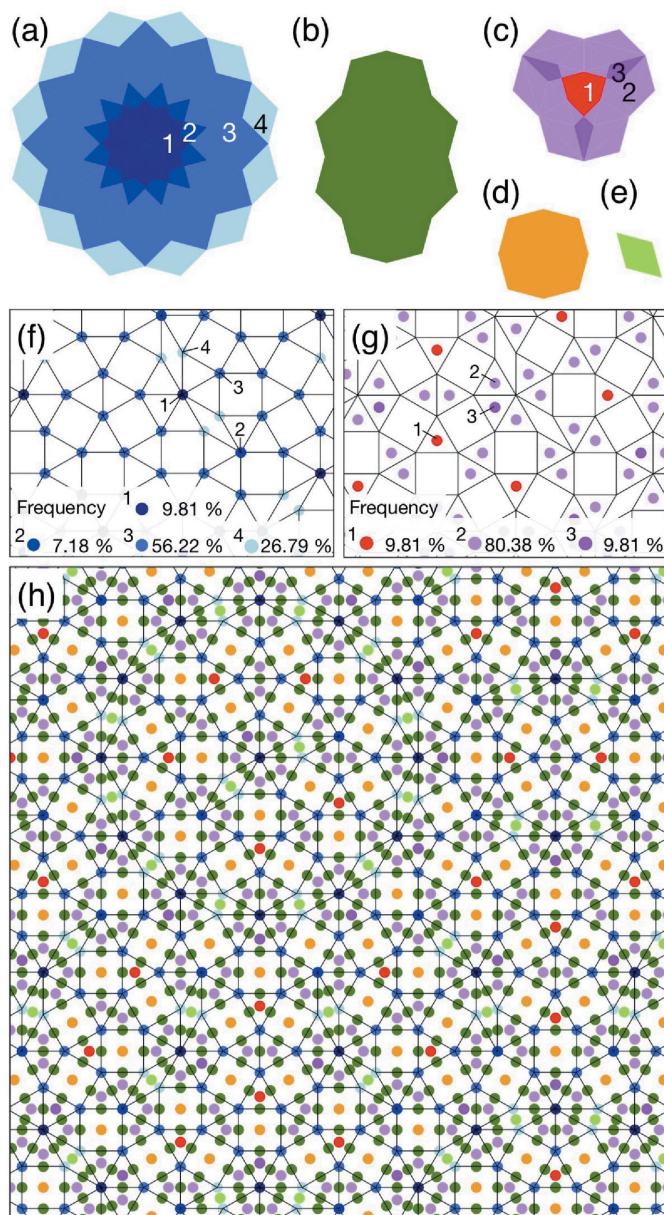 (a)
(b)
(c)
1 2 3 4
3
1 2
(d)
(e)
(f)
4
3
1
2
Frequency 1 9.81 %
2 7.18 % 3 56.22 % 4 26.79 %
(g)
2
3
1
Frequency
1 9.81 % 2 80.38 % 3 9.81 %
(h)